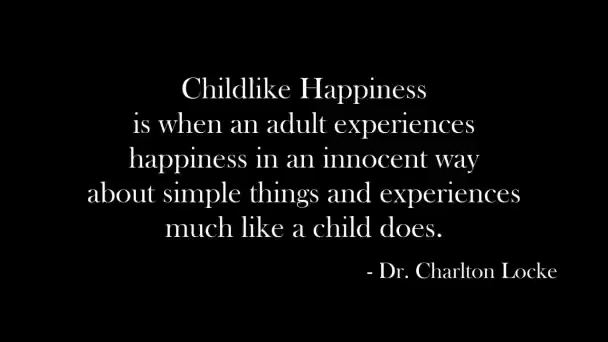 Childlike Happiness
is when an adult experiences
happiness in an innocent way
about simple things and experiences
much like a child does.
- Dr. Charlton Locke